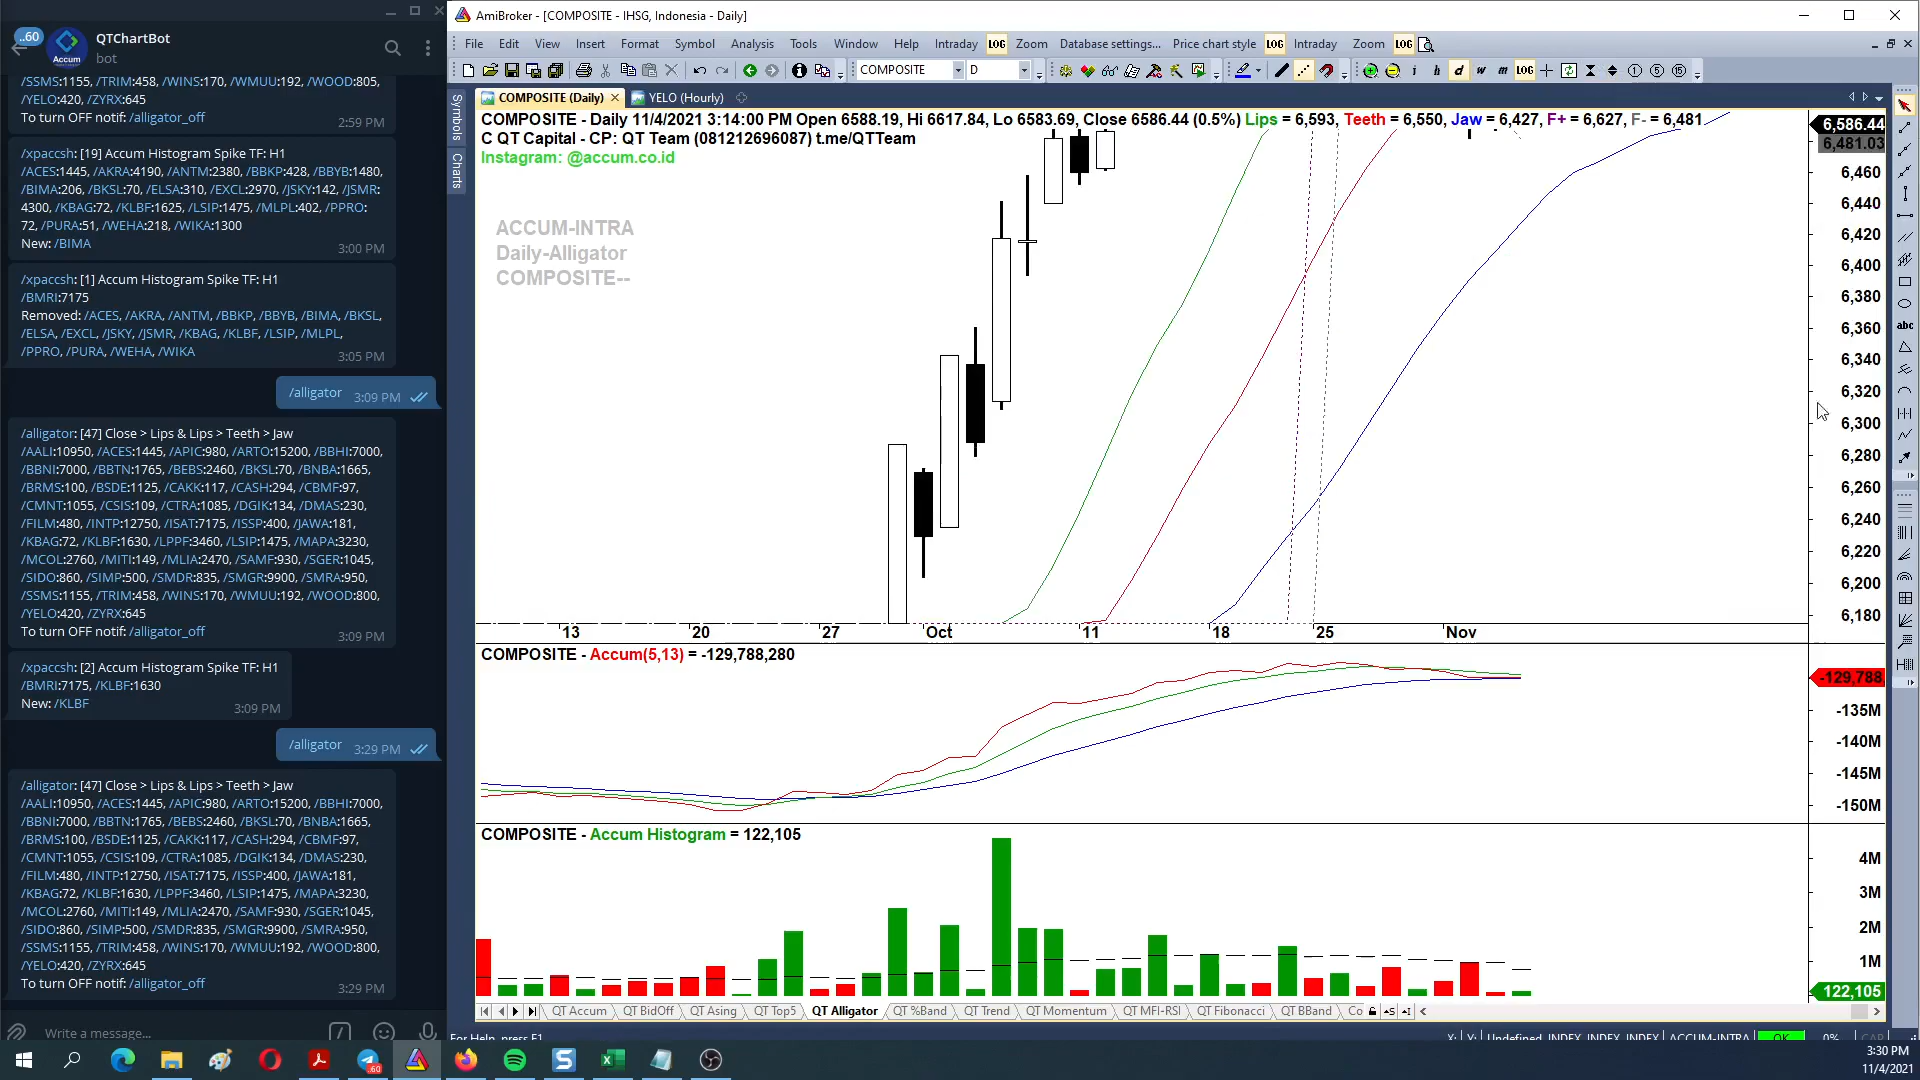 ..60
QTChartBot
bot
Accum
/SSMS:1155, /TRIM:458, /WINS:170, /WMUU:192, /WOOD:805,
/YELO:420, /ZYRX:645
To turn OFF notif: /alligator_off
2:59 PM
/xpaccsh: [19] Accum Histogram Spike TF: H1
/ACES:1445, /AKRA:4190, /ANTM:2380, /BBKP:428, /BBYB:1480,
/BIMA:206, /BKSL:70, /ELSA:310, /EXCL:2970, /JSKY:142, /JSMR:
4300, /KBAG:72, /KLBF:1625, /LSIP:1475, /MLPL:402, /PPRO:
72, /PURA:51, /WEHA:218, /WIKA:1300
New: /BIMA
3:00 PM
/xpaccsh: [1] Accum Histogram Spike TF: H1
/BMRI:7175
Removed: /ACES, /AKRA, /ANTM, /BBKP, /BBYB, /BIMA, /BKSL,
/ELSA, /EXCL, /JSKY, /JSMR, /KBAG, /KLBF, /LSIP, /MLPL,
/PPRO, /PURA, /WEHA, /WIKA
3:05 PM
/alligator 3:09 PM
/alligator: [47] Close > Lips & Lips > Teeth > Jaw
/AALI:10950, /ACES:1445, /APIC:980, /ARTO:15200, /BBHI:7000,
/BBNI:7000, /BBTN:1765, /BEBS:2460, /BKSL:70, /BNBA:1665,
/BRMS:100, /BSDE:1125, /CAKK:117, /CASH:294, /CBMF:97,
/CMNT:1055, /CSIS:109, /CTRA:1085, /DGIK:134, /DMAS:230,
/FILM:480, /INTP:12750, /ISAT:7175, /ISSP:400, /JAWA:181,
/KBAG:72, /KLBF:1630, /LPPF:3460, /LSIP:1475, /MAPA:3230,
/MCOL:2760, /MITI:149, /MLIA:2470, /SAMF:930, /SGER:1045,
/SIDO:860, /SIMP:500, /SMDR:835, /SMGR:9900, /SMRA:950,
/SSMS:1155, /TRIM:458, /WINS:170, /WMUU:192, /WOOD:800,
/YELO:420, /ZYRX:645
To turn OFF notif: /alligator_off
3:09 PM
/xpaccsh: [2] Accum Histogram Spike TF: H1
/BMRI:7175, /KLBF:1630
New: /KLBF
3:09 PM
/alligator 3:29 PM
/alligator: [47] Close > Lips & Lips > Teeth > Jaw
/AALI:10950, /ACES:1445, /APIC:980, /ARTO:15200, /BBHI:7000,
/BBNI:7000, /BBTN:1765, /BEBS:2460, /BKSL:70, /BNBA:1665,
/BRMS:100, /BSDE:1125, /CAKK:117, /CASH:294, /CBMF:97,
/CMNT:1055, /CSIS:109, /CTRA:1085, /DGIK:134, /DMAS:230,
/FILM:480, /INTP:12750, /ISAT:7175, /ISSP:400, /JAWA:181,
/KBAG:72, /KLBF:1630, /LPPF:3460, /LSIP:1475, /MAPA:3230,
/MCOL:2760, /MITI:149, /MLIA:2470, /SAMF:930, /SGER:1045,
/SIDO:860, /SIMP:500, /SMDR:835, /SMGR:9900, /SMRA:950,
/SSMS:1155, /TRIM:458, /WINS:170, /WMUU:192, /WOOD:800,
/YELO:420, /ZYRX:645
To turn OFF notif: /alligator_off
3:29 PM
Write a message...
AmiBroker - [COMPOSITE - IHSG, Indonesia - Daily]
File Edit View Insert Format Symbol Analysis Tools Window Help Intraday LOG Zoom Database settings... Price chart style LOG Intraday Zoom LOG
COMPOSITE D i h d w m LOG 1 5 15
COMPOSITE (Daily) YELO (Hourly)
Symbols
Charts
COMPOSITE - Daily 11/4/2021 3:14:00 PM Open 6588.19, Hi 6617.84, Lo 6583.69, Close 6586.44 (0.5%) Lips = 6,593, Teeth = 6,550, Jaw = 6,427, F+ = 6,627, F- = 6,481
C QT Capital - CP: QT Team (081212696087) t.me/QTTeam
Instagram: @accum.co.id
ACCUM-INTRA
Daily-Alligator
COMPOSITE--
6,586.44
6,481.03
6,460
6,440
6,420
6,400
6,380
6,360
6,340
6,320
6,300
6,280
6,260
6,240
6,220
6,200
6,180
abc
13 20 27 Oct 11 18 25 Nov
COMPOSITE - Accum(5,13) = -129,788,280
-129,788,
-135M
-140M
-145M
-150M
COMPOSITE - Accum Histogram = 122,105
4M
3M
2M
1M
122,105
QT Accum QT BidOff QT Asing QT Top5 QT Alligator QT %Band QT Trend QT Momentum QT MFI-RSI QT Fibonacci QT BBand Co
For Help, press F1 X: Y: Undefined INDEX, INDEX, INDEX ACCUM-INTRA OK 0% CAP
60
3:30 PM
11/4/2021